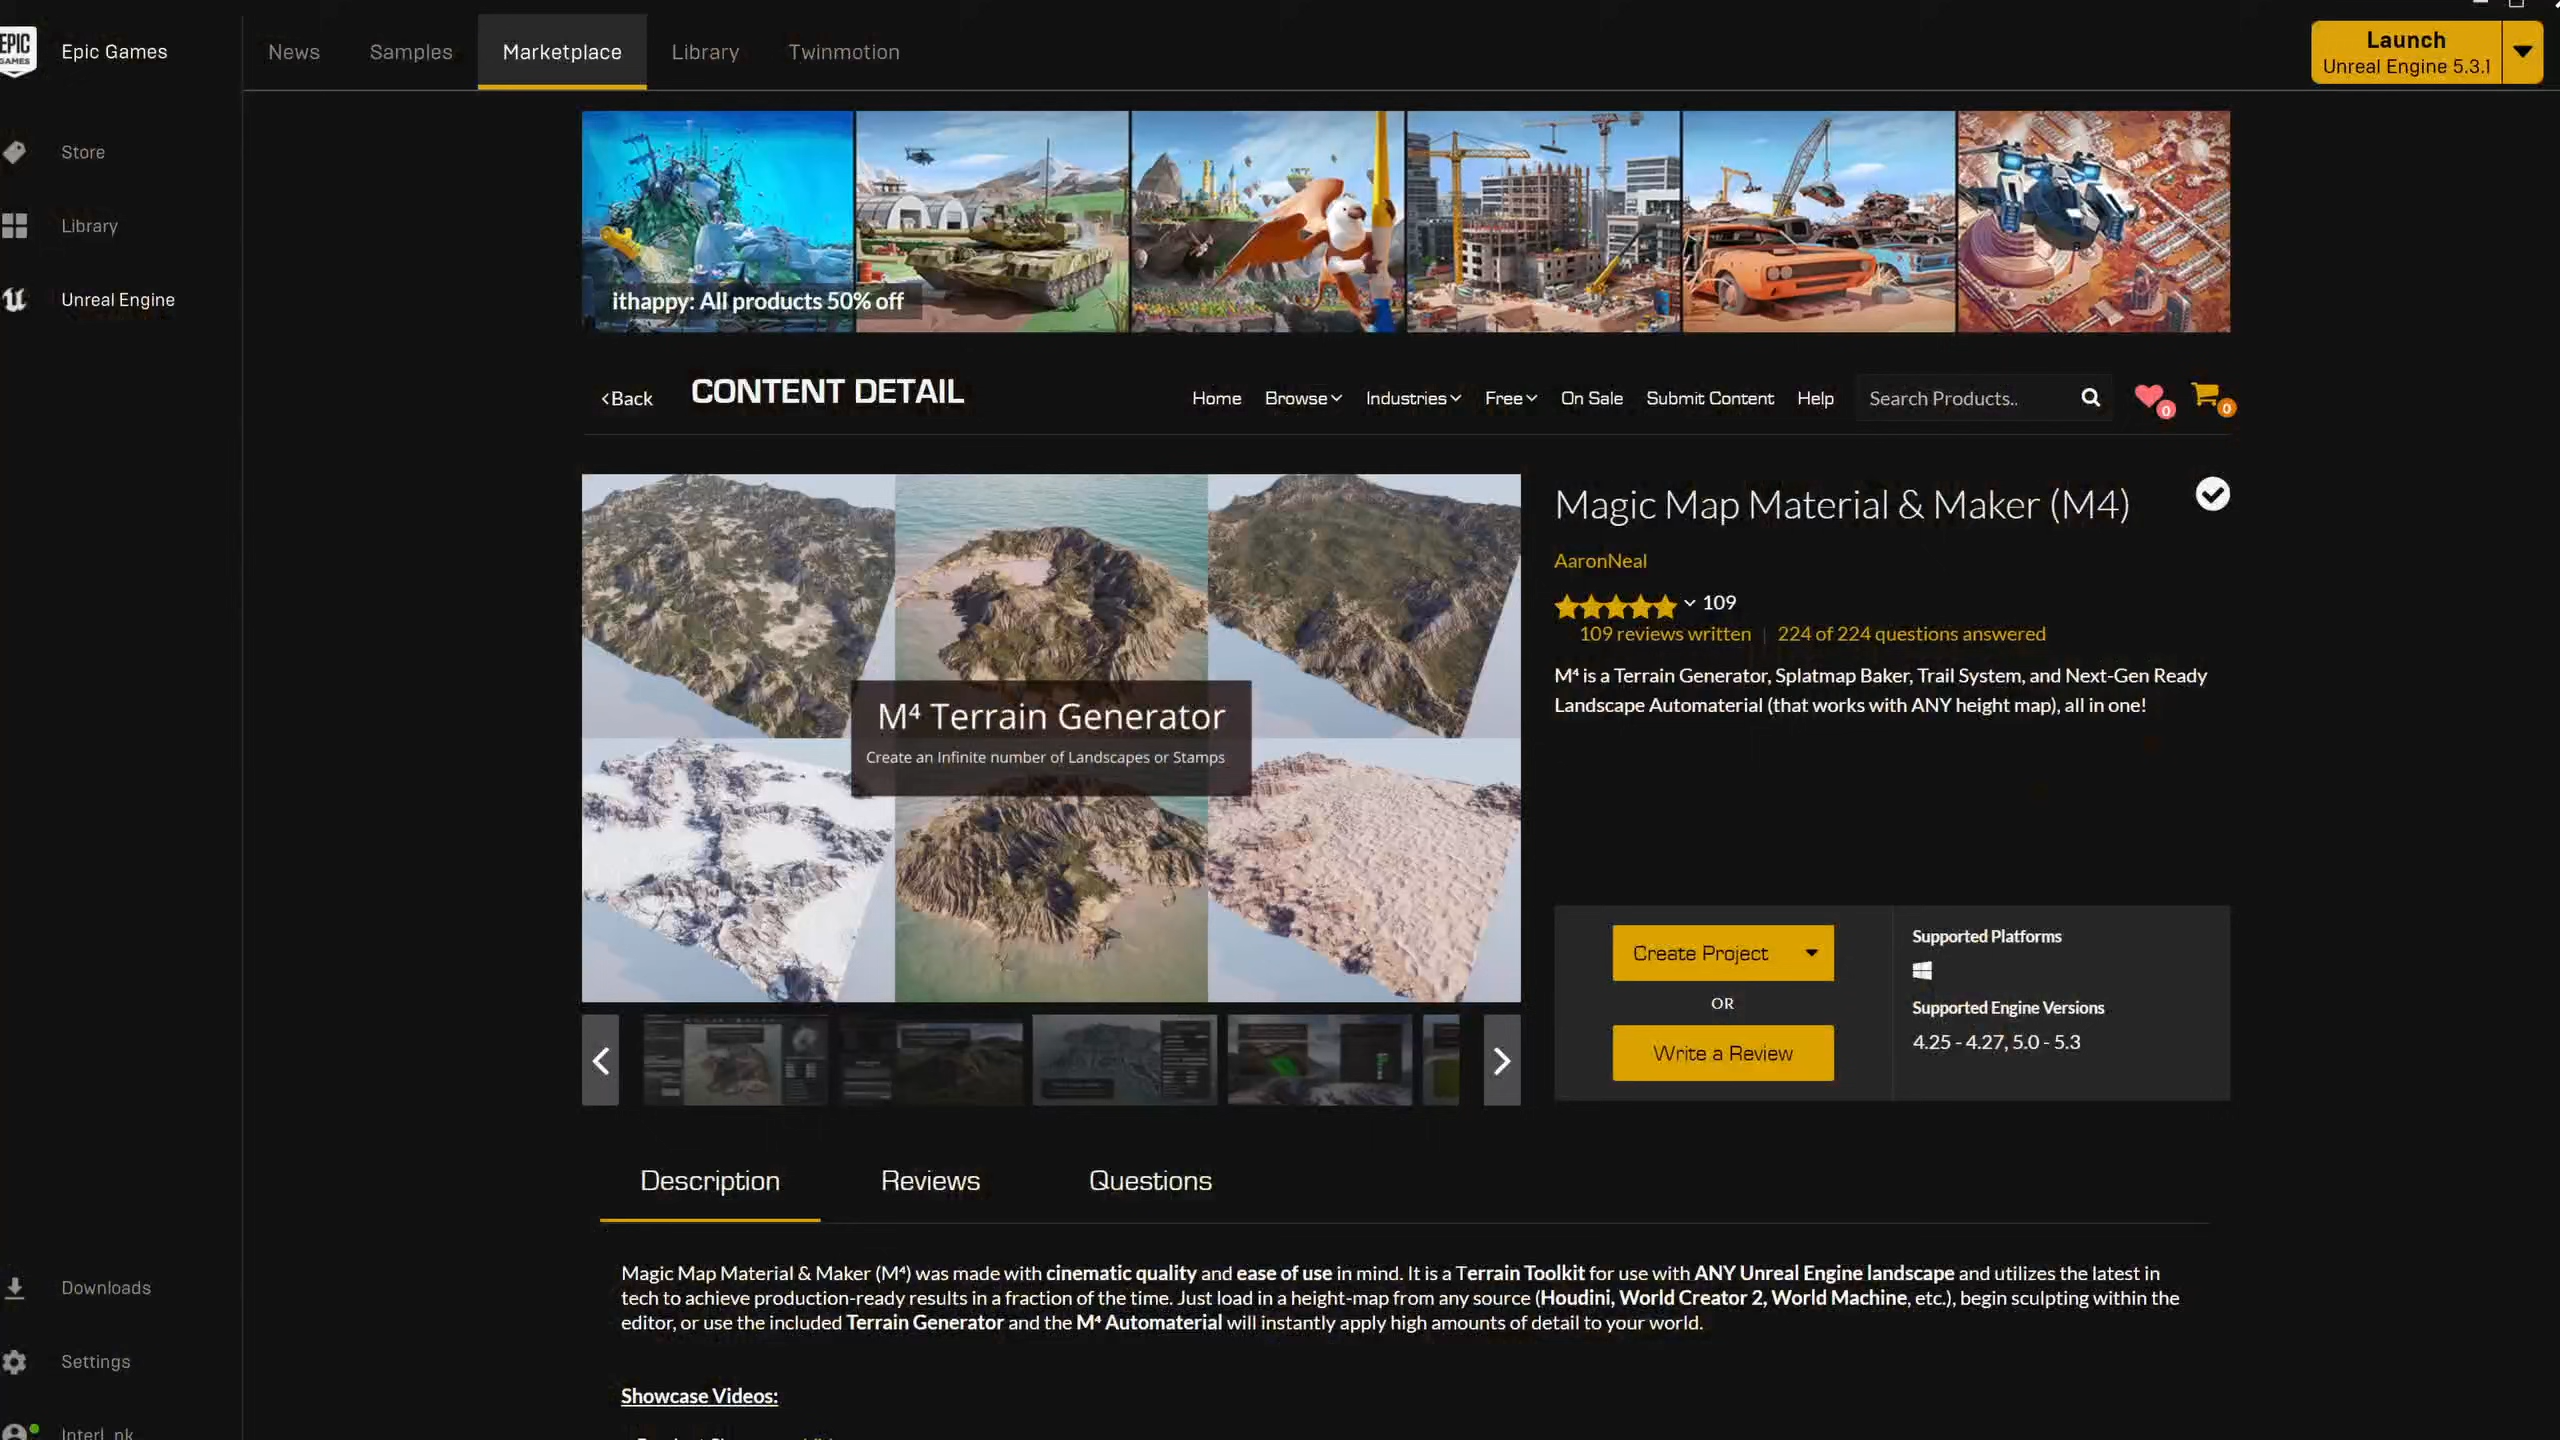 EPIC
GAMES
Epic Games
News
Samples
Marketplace
Library
Twinmotion
Launch
Unreal Engine 5.3.1
Store
Library
Unreal Engine
ithappy: All products 50% off
Back
CONTENT DETAIL
Home
Browse
Industries
Free
On Sale
Submit Content
Help
Search Products..
0
0
M⁴ Terrain Generator
Create an Infinite number of Landscapes or Stamps
Magic Map Material & Maker (M4)
AaronNeal
109
109 reviews written
224 of 224 questions answered
M⁴ is a Terrain Generator, Splatmap Baker, Trail System, and Next-Gen Ready
Landscape Automaterial (that works with ANY height map), all in one!
Create Project
OR
Write a Review
Supported Platforms
Supported Engine Versions
4.25 - 4.27, 5.0 - 5.3
Description
Reviews
Questions
Magic Map Material & Maker (M⁴) was made with cinematic quality and ease of use in mind. It is a Terrain Toolkit for use with ANY Unreal Engine landscape and utilizes the latest in
tech to achieve production-ready results in a fraction of the time. Just load in a height-map from any source (Houdini, World Creator 2, World Machine, etc.), begin sculpting within the
editor, or use the included Terrain Generator and the M⁴ Automaterial will instantly apply high amounts of detail to your world.
Showcase Videos:
Downloads
Settings